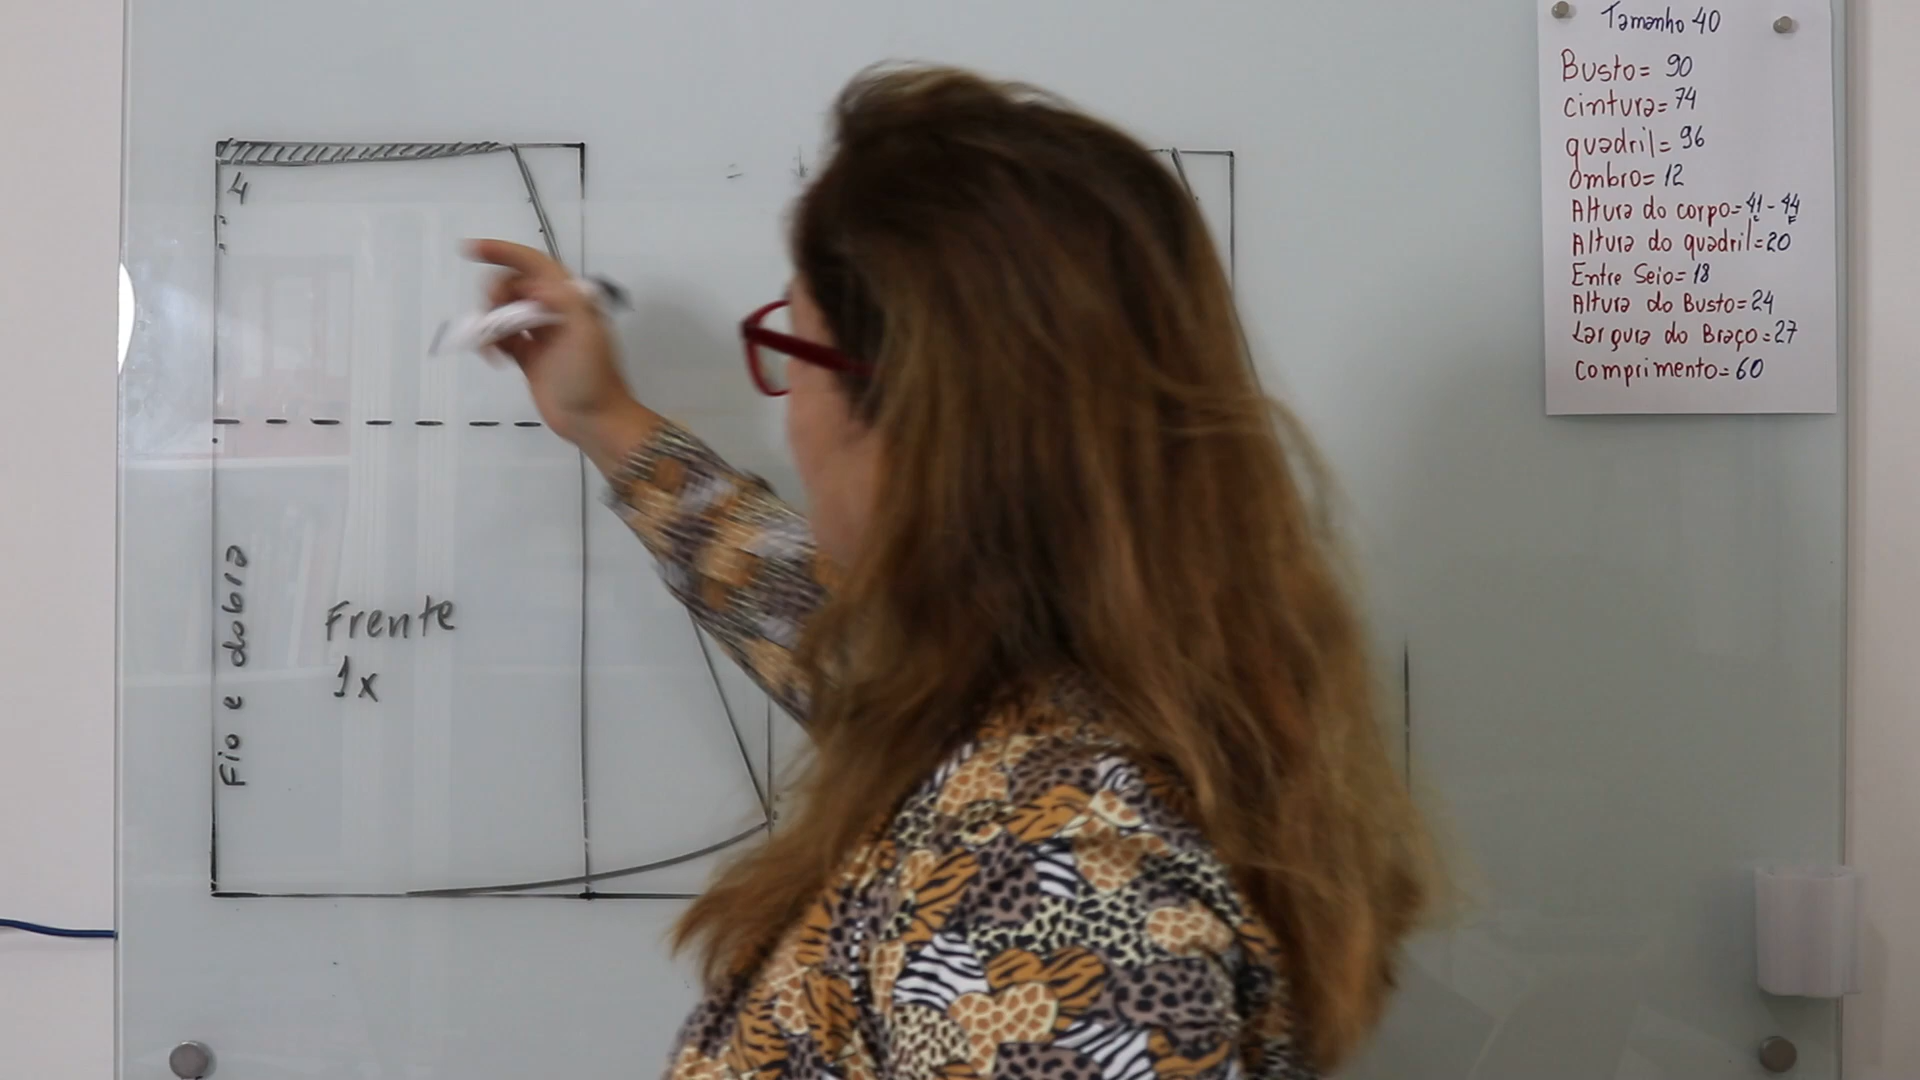 4
Fio e dobra
Frente
1x
Tamanho 40
Busto= 90
cintura= 74
quadril= 96
ombro= 12
Altura do corpo= 41 - 44
Altura do quadril=20
Entre Seio= 18
Altura do Busto=24
Largura do Braço=27
comprimento= 60